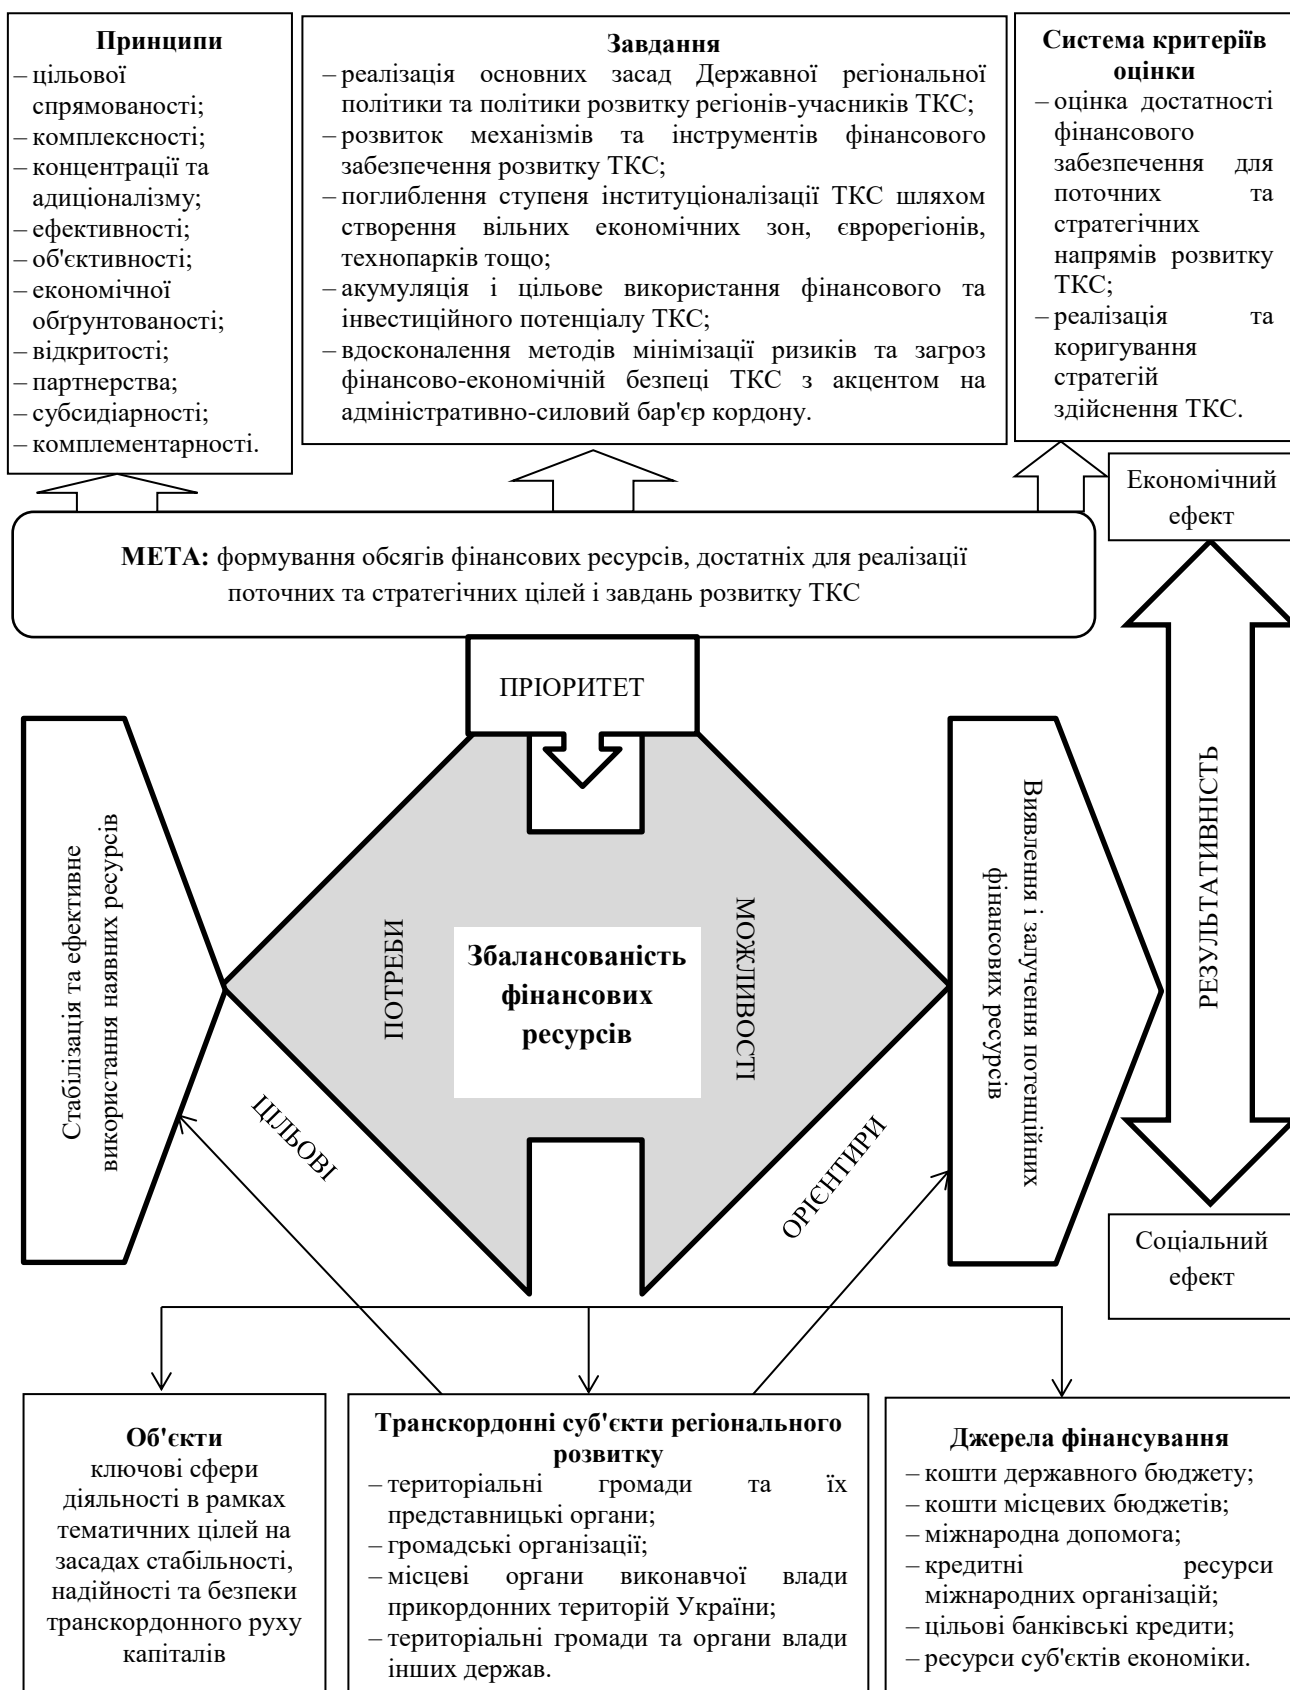 Принципи
– цільової
спрямованості;
– комплексності;
– концентрації та
адиціоналізму;
– ефективності;
– об'єктивності;
– економічної
обґрунтованості;
– відкритості;
– партнерства;
– субсидіарності;
– комплементарності.
Завдання
– реалізація основних засад Державної регіональної
політики та політики розвитку регіонів-учасників ТКС;
– розвиток механізмів та інструментів фінансового
забезпечення розвитку ТКС;
– поглиблення ступеня інституціоналізації ТКС шляхом
створення вільних економічних зон, єврорегіонів,
технопарків тощо;
– акумуляція і цільове використання фінансового та
інвестиційного потенціалу ТКС;
– вдосконалення методів мінімізації ризиків та загроз
фінансово-економічній безпеці ТКС з акцентом на
адміністративно-силовий бар'єр кордону.
Система критеріїв
оцінки
– оцінка достатності
фінансового
забезпечення для
поточних та
стратегічних
напрямів розвитку
ТКС;
– реалізація та
коригування
стратегій
здійснення ТКС.
Економічний
ефект
МЕТА: формування обсягів фінансових ресурсів, достатніх для реалізації
поточних та стратегічних цілей і завдань розвитку ТКС
ПРІОРИТЕТ
Стабілізація та ефективне
використання наявних ресурсів
ПОТРЕБИ
Збалансованість
фінансових
ресурсів
МОЖЛИВОСТІ
Виявлення і залучення потенційних
фінансових ресурсів
РЕЗУЛЬТАТИВНІСТЬ
ЦІЛЬОВІ
ОРІЄНТИРИ
Соціальний
ефект
Об'єкти
ключові сфери
діяльності в рамках
тематичних цілей на
засадах стабільності,
надійності та безпеки
транскордонного руху
капіталів
Транскордонні суб'єкти регіонального
розвитку
– територіальні громади та їх
представницькі органи;
– громадські організації;
– місцеві органи виконавчої влади
прикордонних територій України;
– територіальні громади та органи влади
інших держав.
Джерела фінансування
– кошти державного бюджету;
– кошти місцевих бюджетів;
– міжнародна допомога;
– кредитні ресурси
міжнародних організацій;
– цільові банківські кредити;
– ресурси суб'єктів економіки.